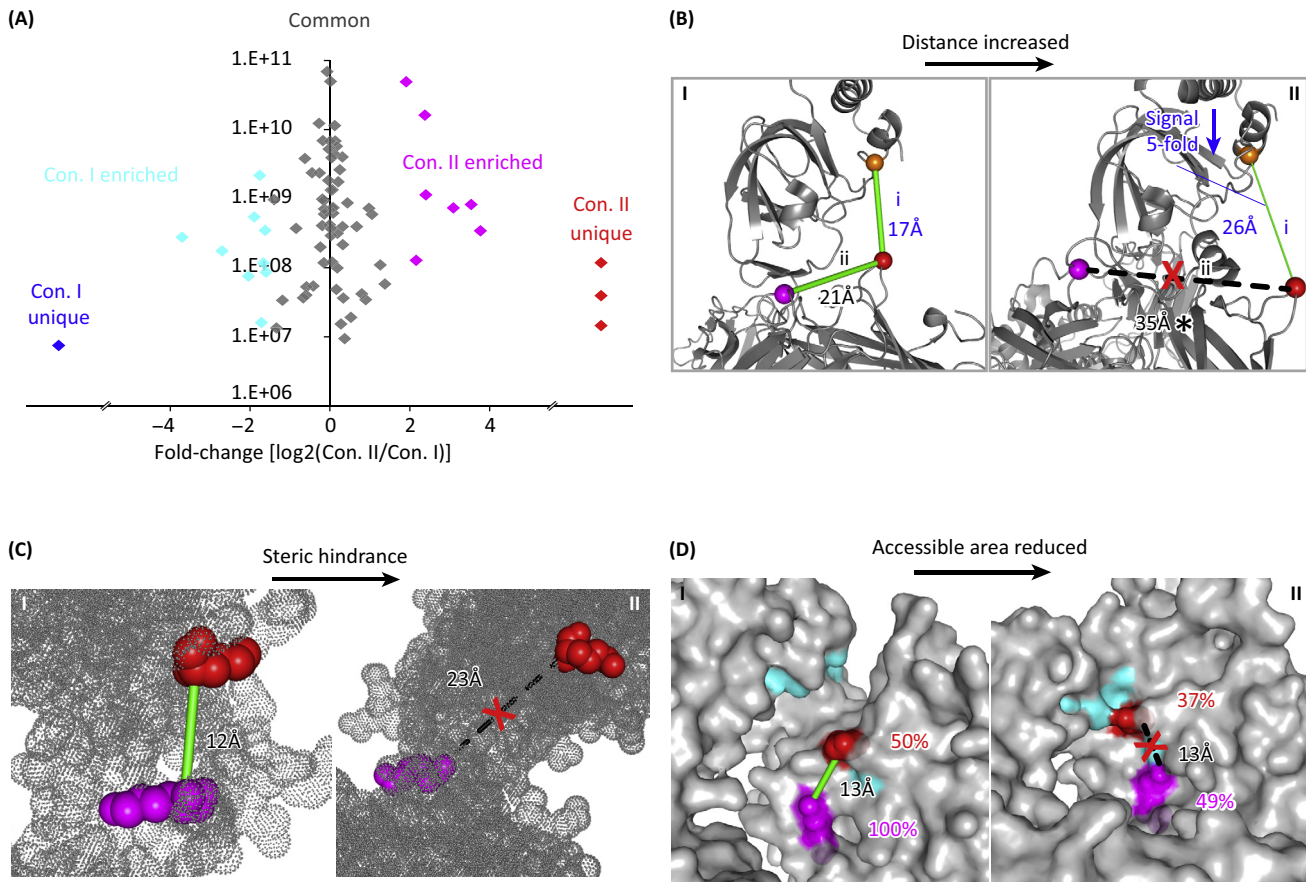 (A)
Common
1.E+11
1.E+10
1.E+09
1.E+08
1.E+07
1.E+06
Con. I enriched
Con. II enriched
Con. II
unique
Con. I
unique
−4
−2
0
2
4
Fold-change [log2(Con. II/Con. I)]
(B)
Distance increased
I
i
17Å
ii
21Å
II
Signal
5-fold
26Å
i
ii
X
35Å*
(C)
Steric hindrance
I
12Å
II
23Å
X
(D)
Accessible area reduced
I
50%
13Å
100%
II
37%
X
13Å
49%